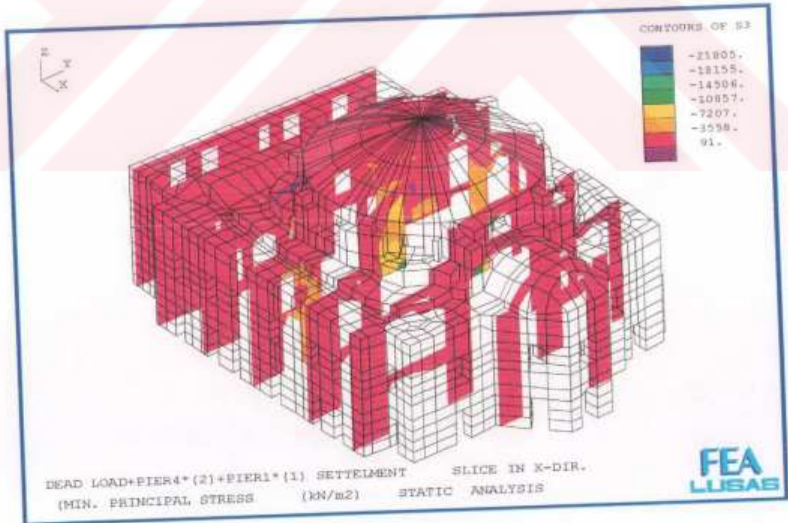 CONTOURS OF S3
-21805.
-18155.
-14506.
-10857.
-7207.
-3558.
91.
Z
Y
X
DEAD LOAD+PIER4*(2)+PIER1*(1) SETTELMENT SLICE IN X-DIR.
(MIN. PRINCIPAL STRESS (kN/m2) STATIC ANALYSIS
FEA
LUSAS